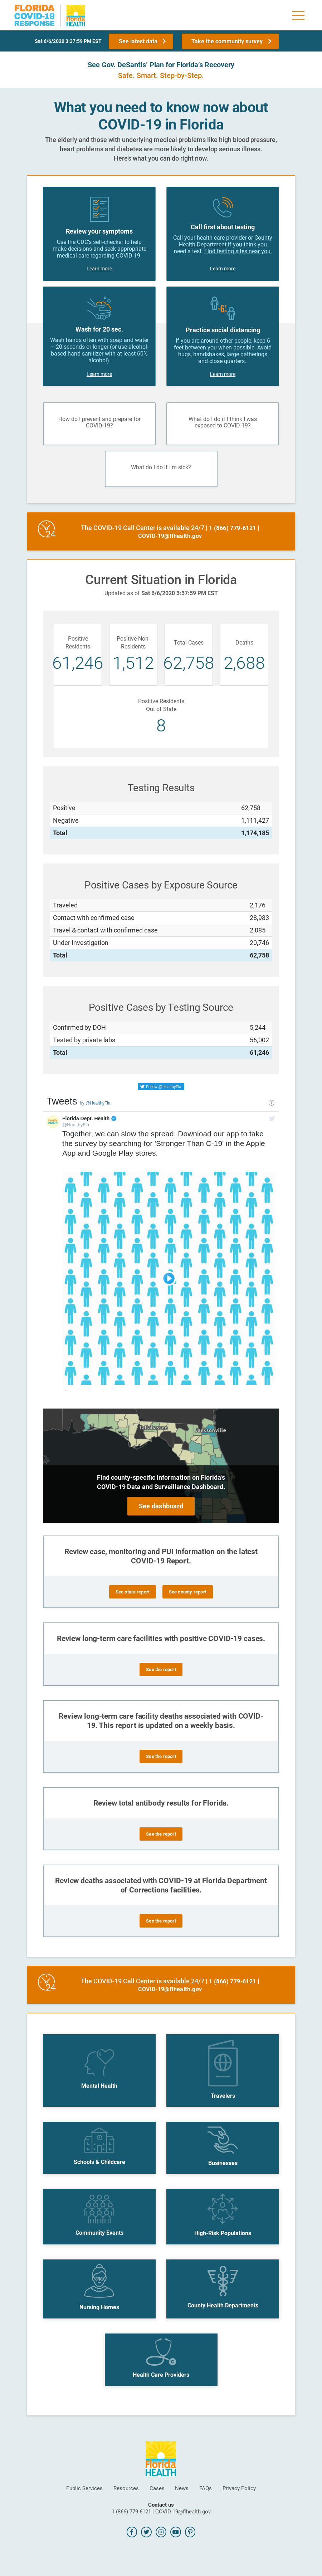 FLORIDA
COVID-19
RESPONSE
Florida
HEALTH
Sat 6/6/2020 3:37:59 PM EST
See latest data
Take the community survey
See Gov. DeSantis' Plan for Florida's Recovery
Safe. Smart. Step-by-Step.
What you need to know now about
COVID-19 in Florida
The elderly and those with underlying medical problems like high blood pressure,
heart problems and diabetes are more likely to develop serious illness.
Here's what you can do right now.
Review your symptoms
Use the CDC's self-checker to help
make decisions and seek appropriate
medical care regarding COVID-19.
Learn more
Call first about testing
Call your health care provider or County
Health Department if you think you
need a test. Find testing sites near you.
Learn more
Wash for 20 sec.
Wash hands often with soap and water
– 20 seconds or longer (or use alcohol-
based hand sanitizer with at least 60%
alcohol).
Learn more
6'
Practice social distancing
If you are around other people, keep 6
feet between you when possible. Avoid
hugs, handshakes, large gatherings
and close quarters.
Learn more
How do I prevent and prepare for
COVID-19?
What do I do if I think I was
exposed to COVID-19?
What do I do if I'm sick?
24
The COVID-19 Call Center is available 24/7 | 1 (866) 779-6121 |
COVID-19@flhealth.gov
Current Situation in Florida
Updated as of Sat 6/6/2020 3:37:59 PM EST
Positive
Residents
61,246
Positive Non-
Residents
1,512
Total Cases
62,758
Deaths
2,688
Positive Residents
Out of State
8
Testing Results
Positive 62,758
Negative 1,111,427
Total 1,174,185
Positive Cases by Exposure Source
Traveled 2,176
Contact with confirmed case 28,983
Travel & contact with confirmed case 2,085
Under Investigation 20,746
Total 62,758
Positive Cases by Testing Source
Confirmed by DOH 5,244
Tested by private labs 56,002
Total 61,246
Follow @HealthyFla
Tweets by @HealthyFla
Florida Dept. Health
@HealthyFla
Together, we can slow the spread. Download our app to take
the survey by searching for 'Stronger Than C-19' in the Apple
App and Google Play stores.
Tallahassee
Jacksonville
Find county-specific information on Florida's
COVID-19 Data and Surveillance Dashboard.
See dashboard
Review case, monitoring and PUI information on the latest
COVID-19 Report.
See state report
See county report
Review long-term care facilities with positive COVID-19 cases.
See the report
Review long-term care facility deaths associated with COVID-
19. This report is updated on a weekly basis.
See the report
Review total antibody results for Florida.
See the report
Review deaths associated with COVID-19 at Florida Department
of Corrections facilities.
See the report
24
The COVID-19 Call Center is available 24/7 | 1 (866) 779-6121 |
COVID-19@flhealth.gov
Mental Health
Travelers
Schools & Childcare
Businesses
Community Events
High-Risk Populations
Nursing Homes
County Health Departments
Health Care Providers
Florida
HEALTH
Public Services
Resources
Cases
News
FAQs
Privacy Policy
Contact us
1 (866) 779-6121 | COVID-19@flhealth.gov